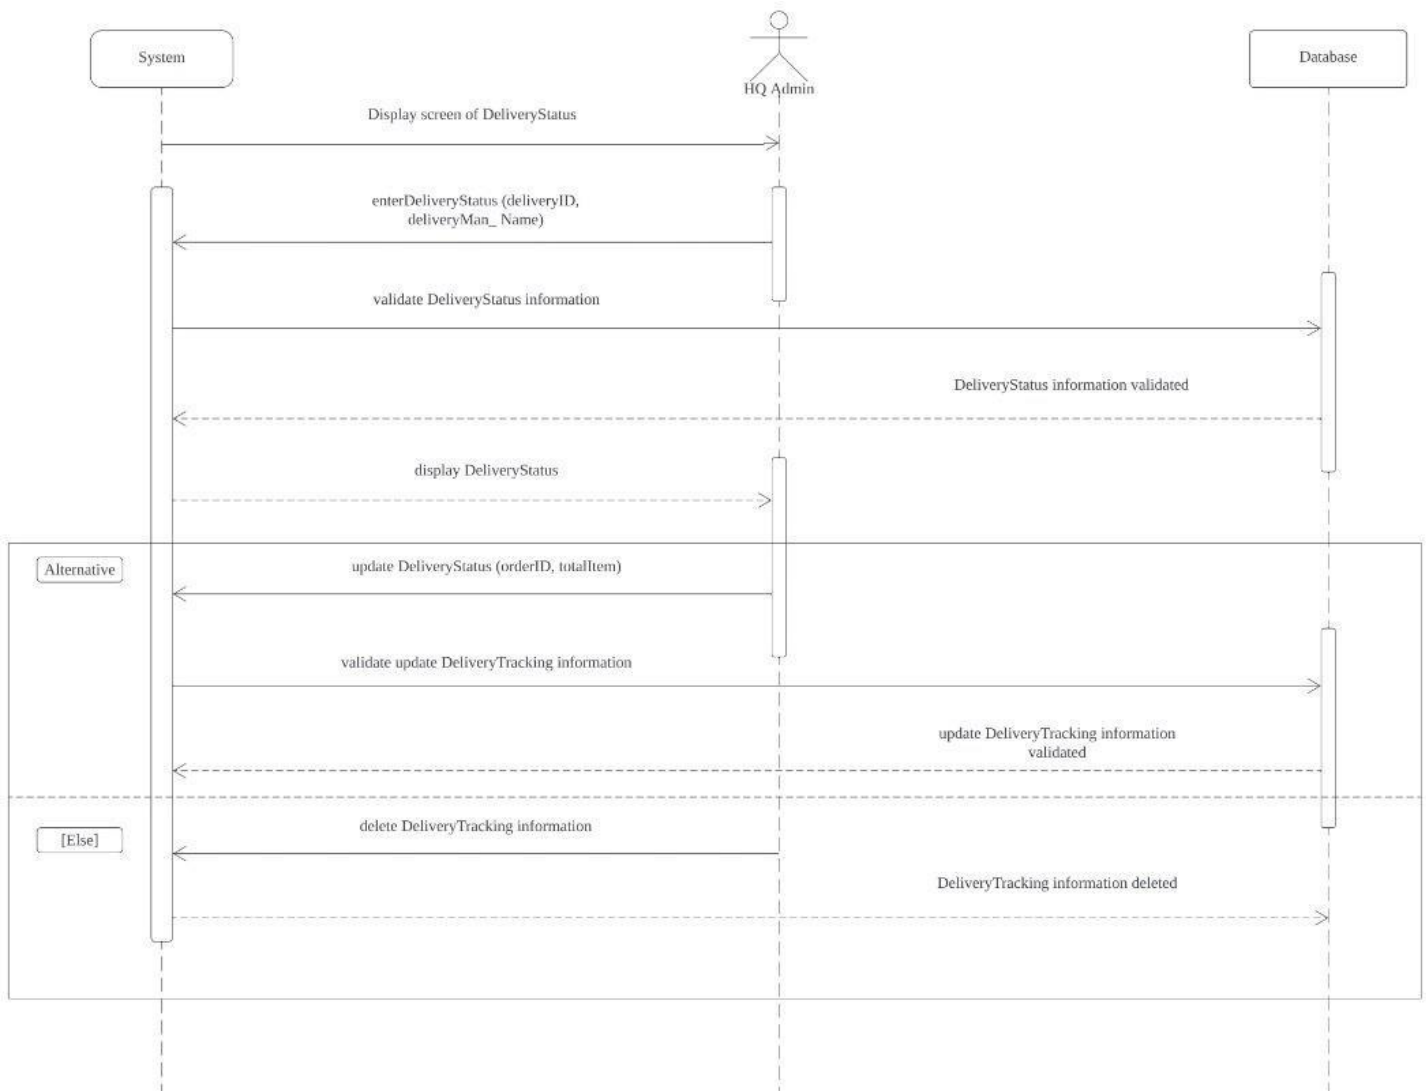 System
HQ Admin
Database
Display screen of DeliveryStatus
enterDeliveryStatus (deliveryID,
deliveryMan_ Name)
validate DeliveryStatus information
DeliveryStatus information validated
display DeliveryStatus
Alternative
update DeliveryStatus (orderID, totalItem)
validate update DeliveryTracking information
update DeliveryTracking information
validated
[Else]
delete DeliveryTracking information
DeliveryTracking information deleted